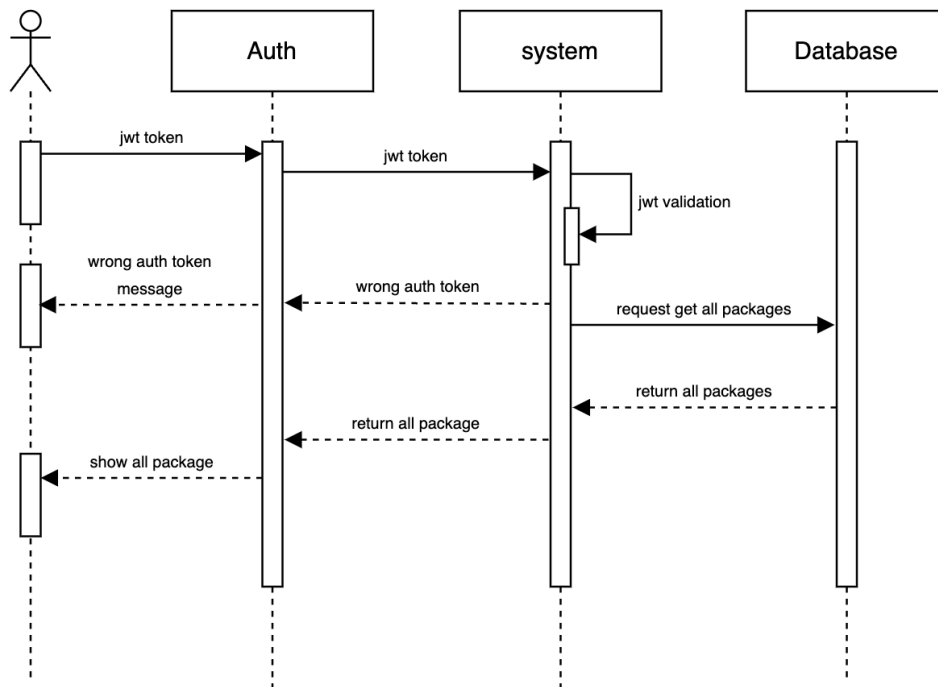 Auth
system
Database
jwt token
jwt token
jwt validation
wrong auth token
message
wrong auth token
request get all packages
return all packages
return all package
show all package